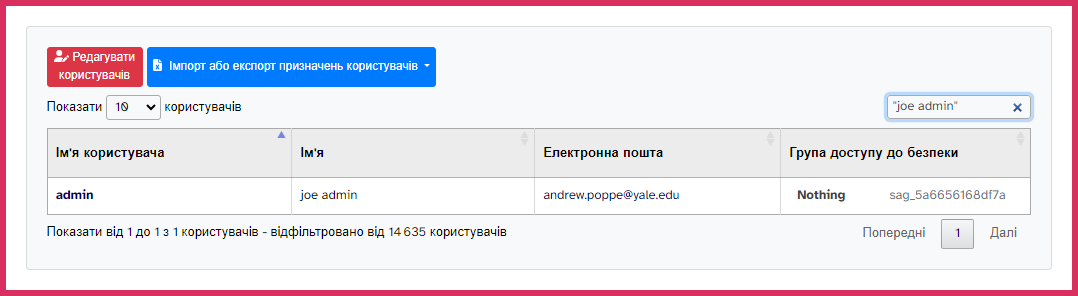 Редагувати
користувачів
Імпорт або експорт призначень користувачів
Показати 10 користувачів
"joe admin"
Ім'я користувача Ім'я Електронна пошта Група доступу до безпеки
admin joe admin andrew.poppe@yale.edu Nothing sag_5a6656168df7a
Показати від 1 до 1 з 1 користувачів - відфільтровано від 14 635 користувачів
Попередні 1 Далі